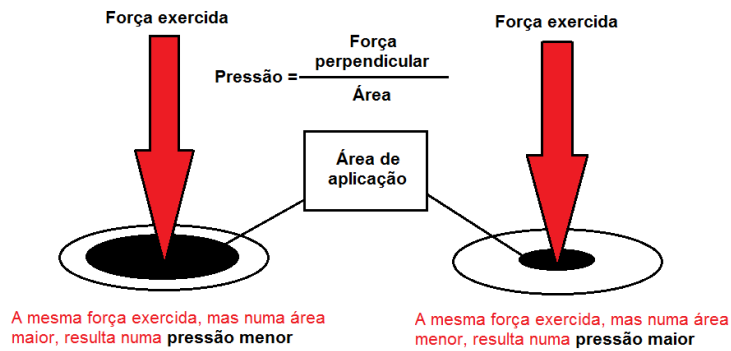 Força exercida
Força exercida
Força
perpendicular
Pressão =
Área
Área de
aplicação
A mesma força exercida, mas numa área
maior, resulta numa pressão menor
A mesma força exercida, mas numa área
menor, resulta numa pressão maior